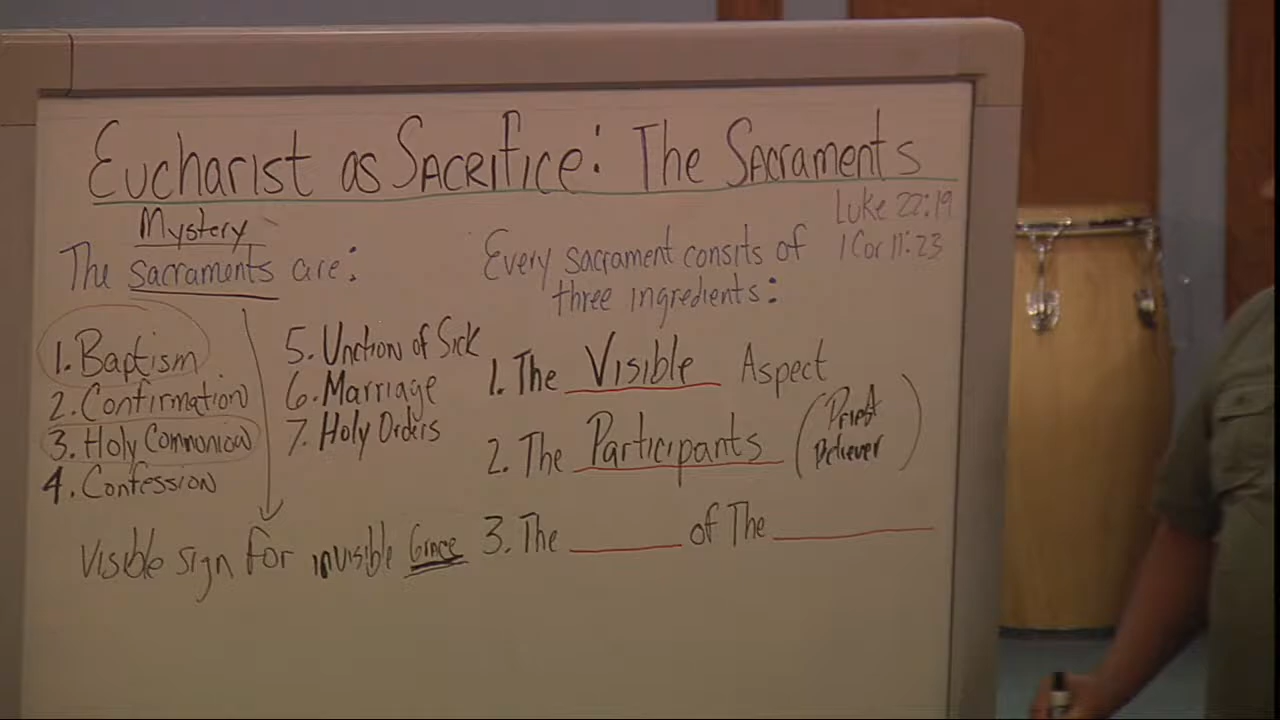 Eucharist as Sacrifice: The Sacraments
Luke 22:19
1 Cor 11:23
Mystery
The sacraments are:
1. Baptism
2. Confirmation
3. Holy Communion
4. Confession
5. Unction of Sick
6. Marriage
7. Holy Orders
Visible sign for invisible Grace
Every sacrament consits of
three ingredients:
1. The Visible Aspect
2. The Participants (Priest
Believer)
3. The ______ of The ______